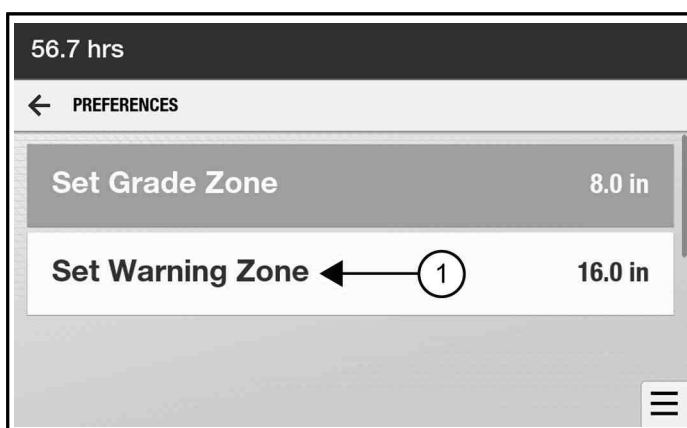 56.7 hrs
← PREFERENCES
Set Grade Zone 8.0 in
Set Warning Zone 1 16.0 in